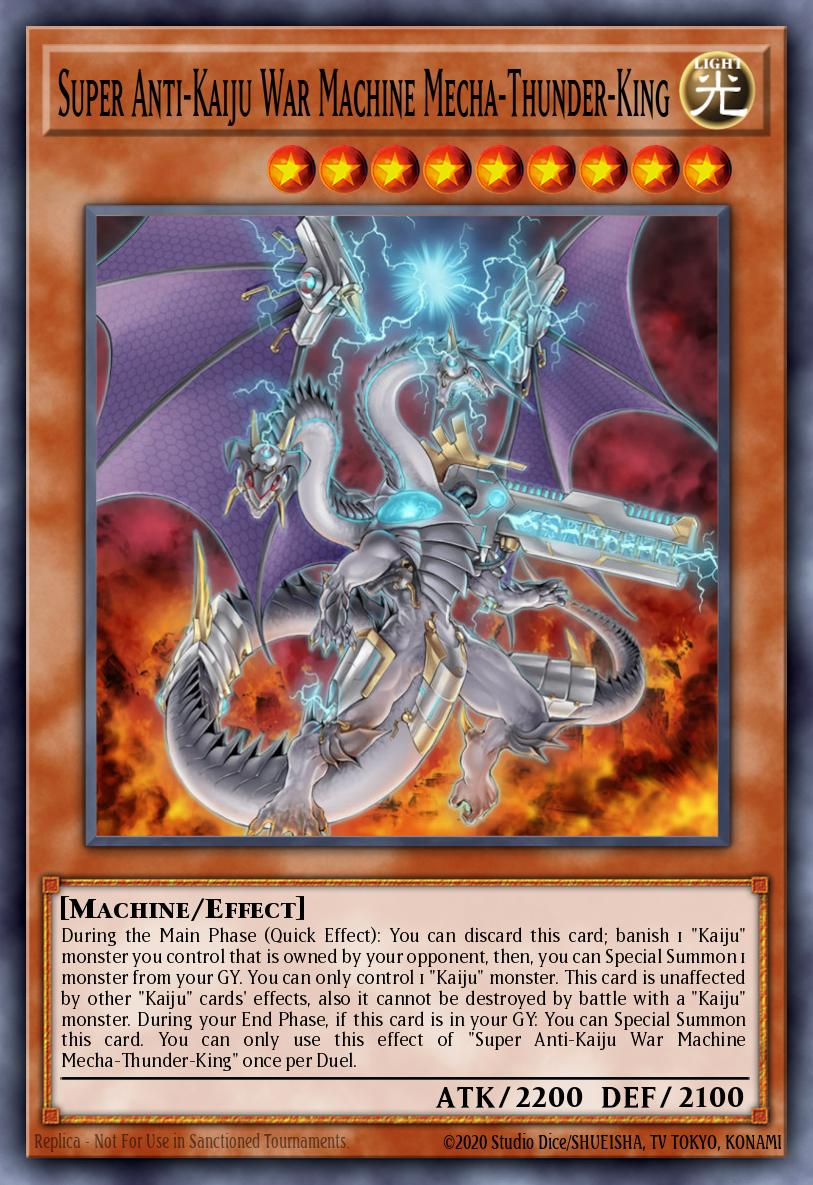 Super Anti-Kaiju War Machine Mecha-Thunder-King
LIGHT
光
[Machine/Effect]
During the Main Phase (Quick Effect): You can discard this card; banish 1 "Kaiju"
monster you control that is owned by your opponent, then, you can Special Summon 1
monster from your GY. You can only control 1 "Kaiju" monster. This card is unaffected
by other "Kaiju" cards' effects, also it cannot be destroyed by battle with a "Kaiju"
monster. During your End Phase, if this card is in your GY: You can Special Summon
this card. You can only use this effect of "Super Anti-Kaiju War Machine
Mecha-Thunder-King" once per Duel.
ATK/2200 DEF/2100
Replica - Not For Use in Sanctioned Tournaments.
©2020 Studio Dice/SHUEISHA, TV TOKYO, KONAMI